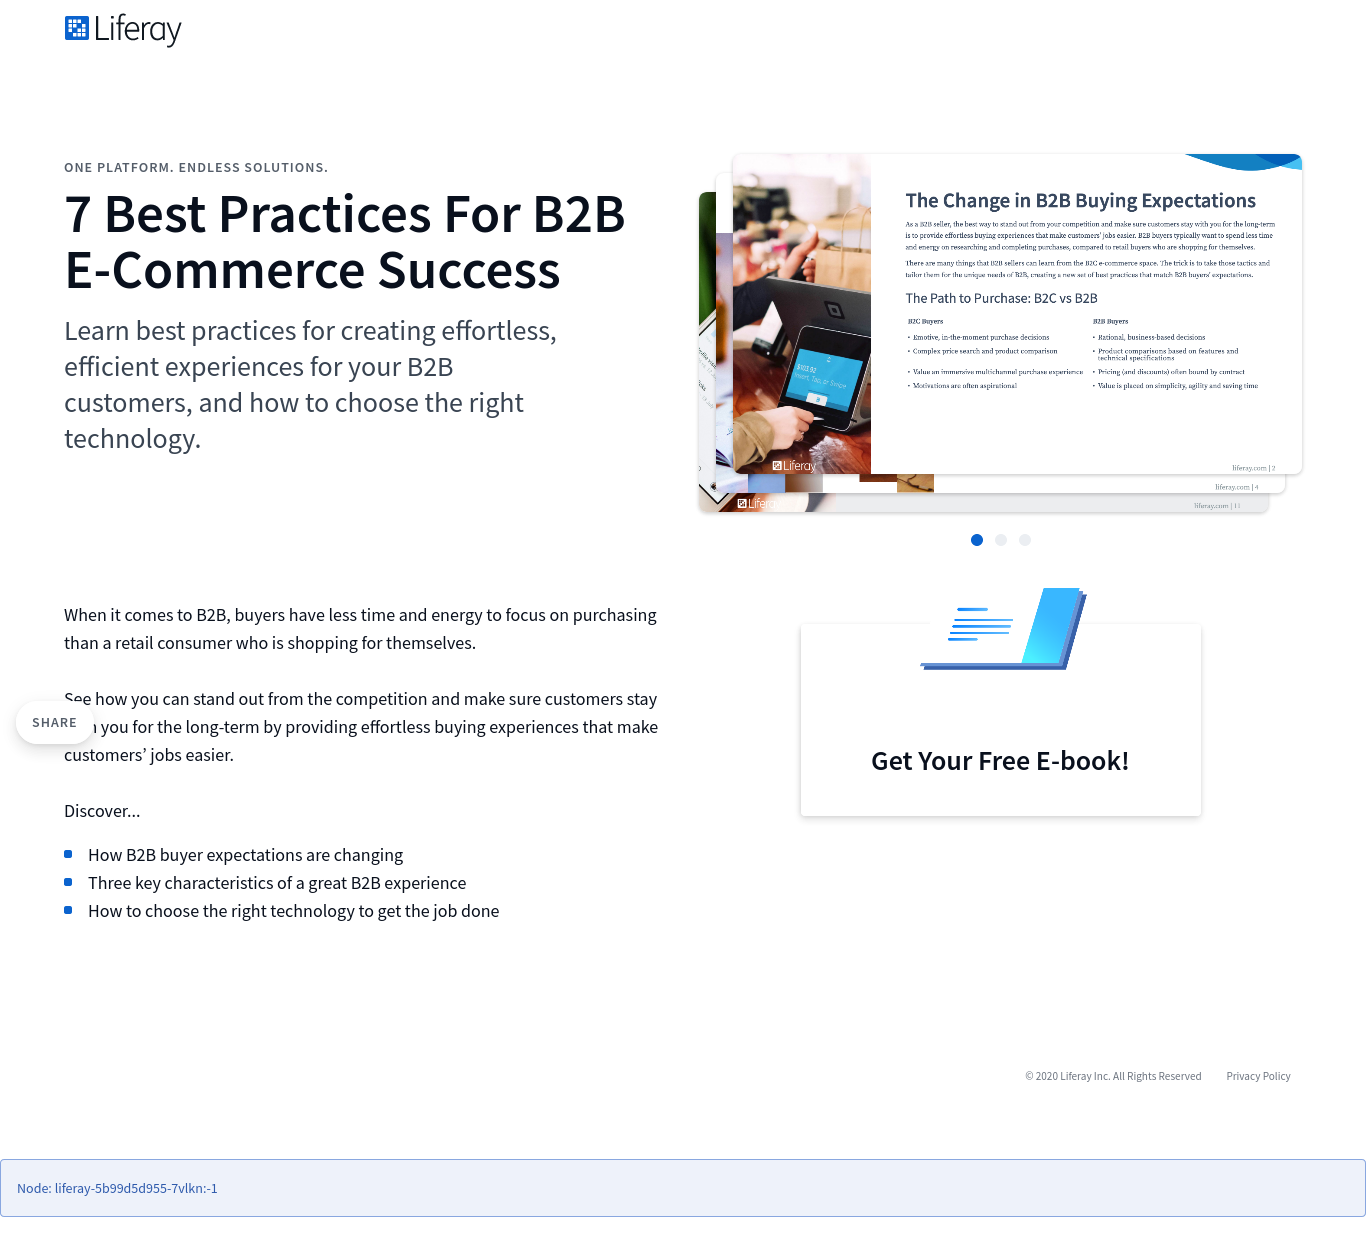 Liferay
ONE PLATFORM. ENDLESS SOLUTIONS.
7 Best Practices For B2B
E-Commerce Success
Learn best practices for creating effortless,
efficient experiences for your B2B
customers, and how to choose the right
technology.
The Change in B2B Buying Expectations
As a B2B seller, the best way to stand out from your competition and make sure customers stay with you for the long-term
is to provide effortless buying experiences that make customers' jobs easier. B2B buyers typically want to spend less time
and energy on researching and completing purchases, compared to retail buyers who are shopping for themselves.
There are many things that B2B sellers can learn from the B2C e-commerce space. The trick is to take those tactics and
tailor them for the unique needs of B2B, creating a new set of best practices that match B2B buyers' expectations.
The Path to Purchase: B2C vs B2B
B2C Buyers
• Emotive, in-the-moment purchase decisions
• Complex price search and product comparison
• Value an immersive multichannel purchase experience
• Motivations are often aspirational
B2B Buyers
• Rational, business-based decisions
• Product comparisons based on features and
technical specifications
• Pricing (and discounts) often bound by contract
• Value is placed on simplicity, agility and saving time
$103.92
Insert, Tap, or Swipe
Liferay
liferay.com | 2
liferay.com | 4
Liferay
liferay.com | 11
When it comes to B2B, buyers have less time and energy to focus on purchasing
than a retail consumer who is shopping for themselves.
See how you can stand out from the competition and make sure customers stay
you for the long-term by providing effortless buying experiences that make
customers’ jobs easier.
SHARE
Discover...
How B2B buyer expectations are changing
Three key characteristics of a great B2B experience
How to choose the right technology to get the job done
Get Your Free E-book!
© 2020 Liferay Inc. All Rights Reserved
Privacy Policy
Node: liferay-5b99d5d955-7vlkn:-1